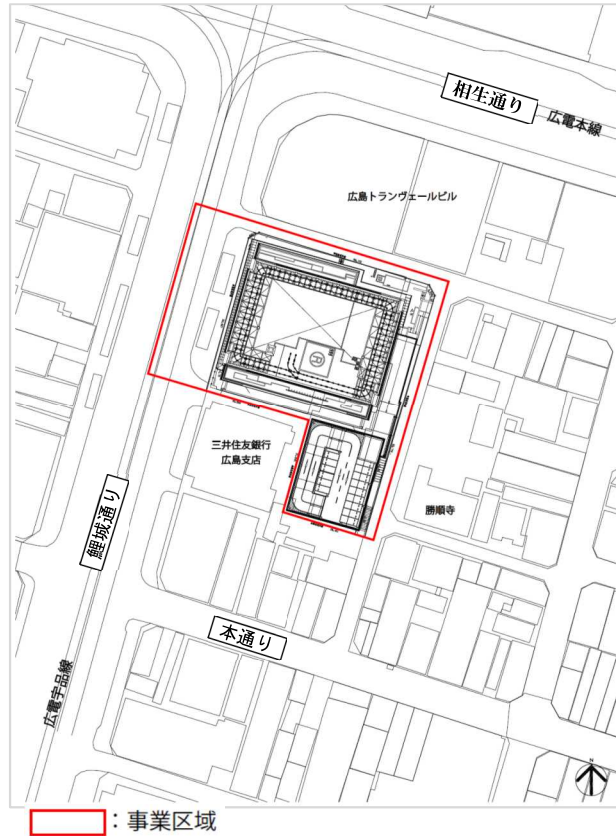 相生通り
広電本線
広島トランヴェールビル
三井住友銀行
広島支店
勝順寺
鯉城通り
本通り
広電宇品線
N
R
：事業区域